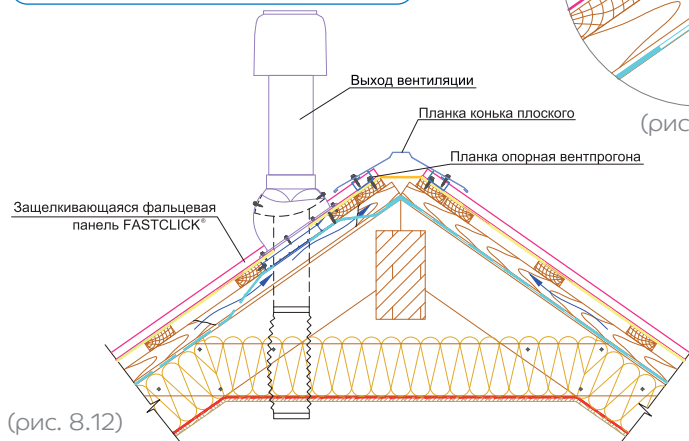 (рис.
Выход вентиляции
Планка конька плоского
Планка опорная вентпрогона
Защелкивающаяся фальцевая
панель FASTCLICK®
(рис. 8.12)